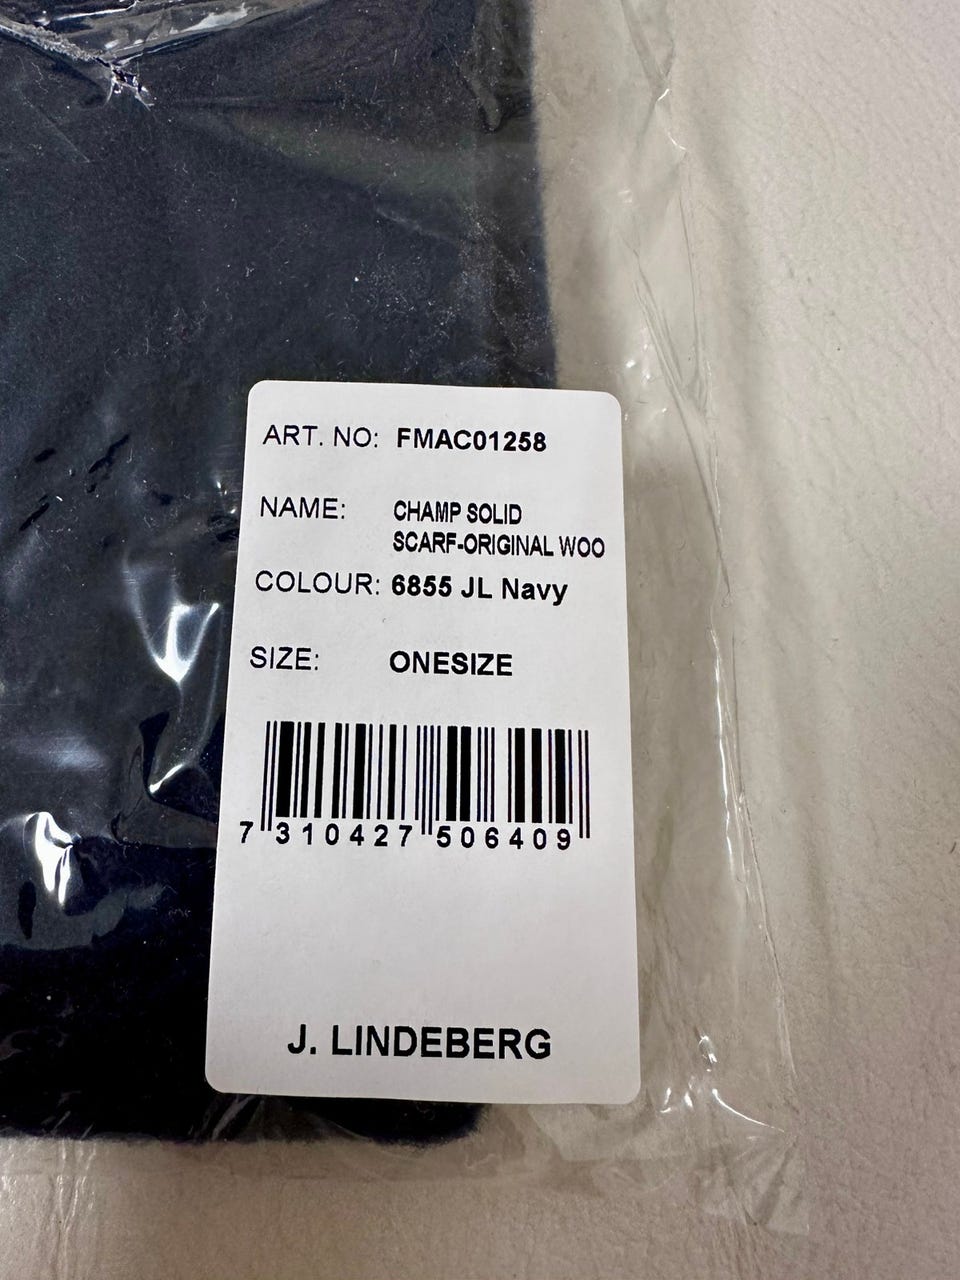 ART. NO: FMAC01258
NAME: CHAMP SOLID
SCARF-ORIGINAL WOO
COLOUR: 6855 JL Navy
SIZE: ONESIZE
7 310427 506409
J. LINDEBERG